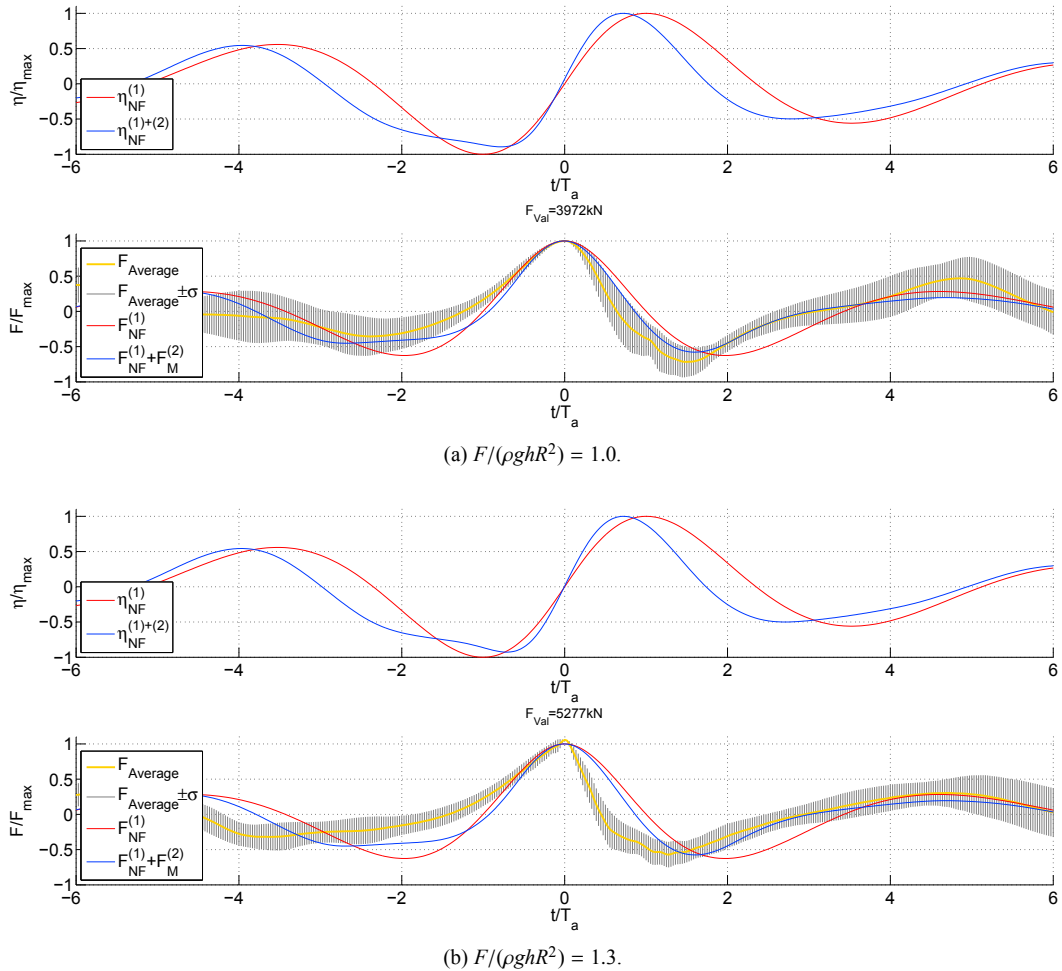 1
0.5
0
−0.5
−1
η/η_max
η_NF^(1)
η_NF^(1)+(2)
−6 −4 −2 0 2 4 6
t/T_a
F_Val=3972kN
1
0.5
0
−0.5
−1
F/F_max
F_Average
F_Average±σ
F_NF^(1)
F_NF^(1)+F_M^(2)
−6 −4 −2 0 2 4 6
t/T_a
(a) F/(ρghR²) = 1.0.
1
0.5
0
−0.5
−1
η/η_max
η_NF^(1)
η_NF^(1)+(2)
−6 −4 −2 0 2 4 6
t/T_a
F_Val=5277kN
1
0.5
0
−0.5
−1
F/F_max
F_Average
F_Average±σ
F_NF^(1)
F_NF^(1)+F_M^(2)
−6 −4 −2 0 2 4 6
t/T_a
(b) F/(ρghR²) = 1.3.